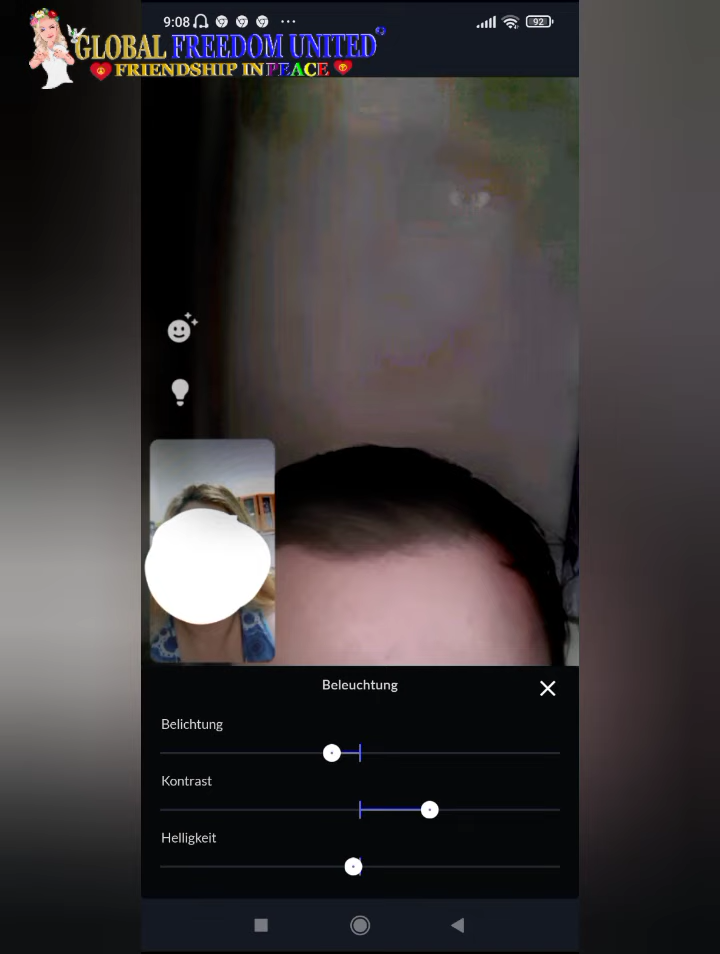 9:08
92
GLOBAL FREEDOM UNITED
FRIENDSHIP IN PEACE
Beleuchtung
Belichtung
Kontrast
Helligkeit